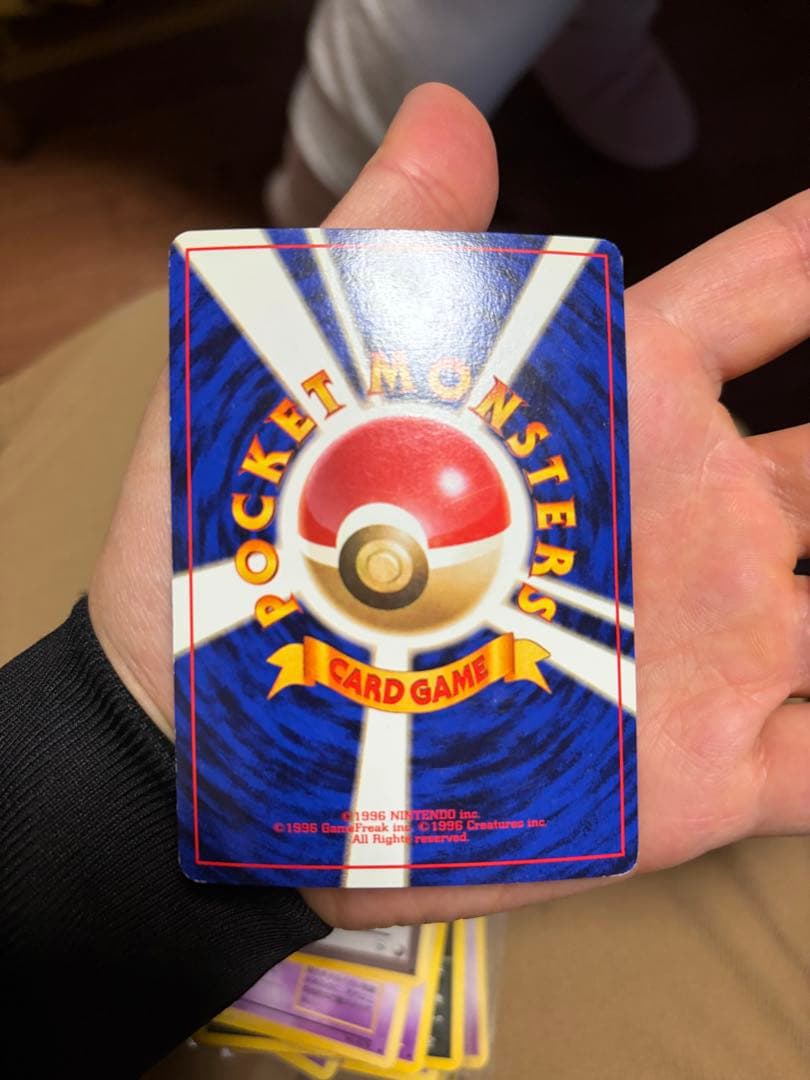 POCKET MONSTERS
CARD GAME
©1996 NINTENDO inc.
©1996 GameFreak inc. ©1996 Creatures inc.
All Rights reserved.